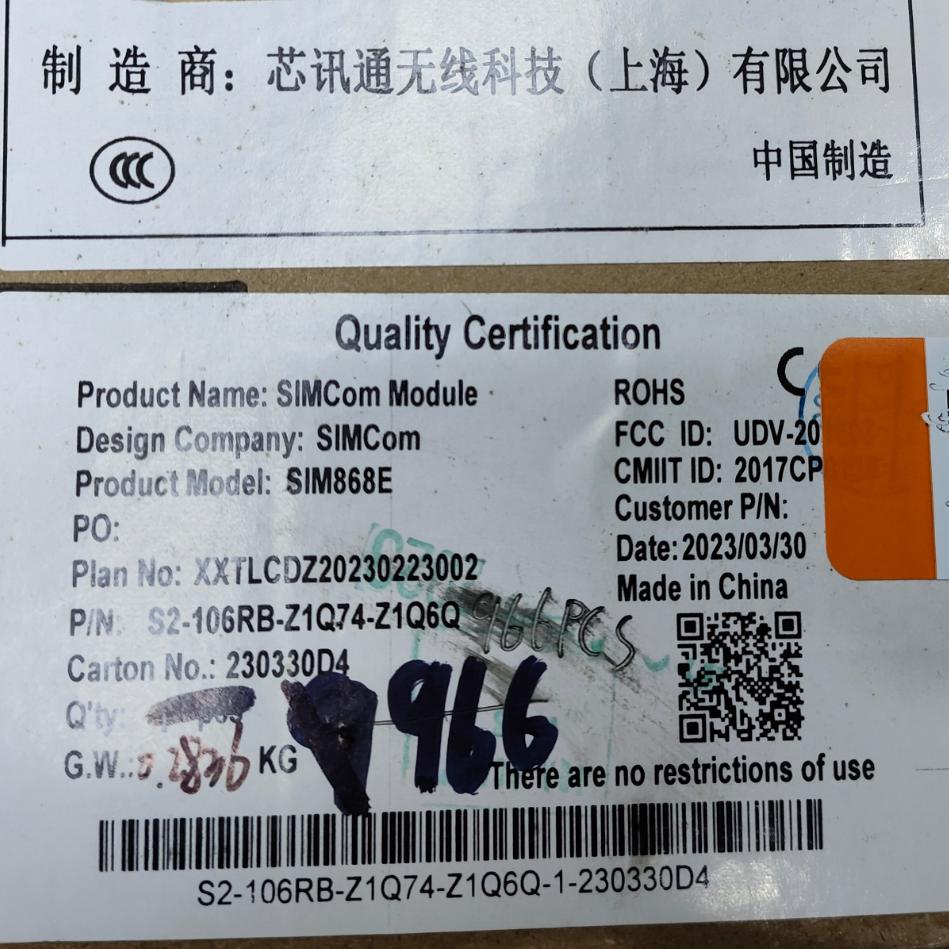 制 造 商：芯讯通无线科技（上海）有限公司
CCC
中国制造
Quality Certification
Product Name: SIMCom Module
Design Company: SIMCom
Product Model: SIM868E
PO:
Plan No: XXTLCDZ20230223002
P/N: S2-106RB-Z1Q74-Z1Q6Q
Carton No.: 230330D4
Q'ty:
G.W.: KG
ROHS
FCC ID: UDV-20
CMIIT ID: 2017CP
Customer P/N:
Date: 2023/03/30
Made in China
966PCS
966
There are no restrictions of use
S2-106RB-Z1Q74-Z1Q6Q-1-230330D4